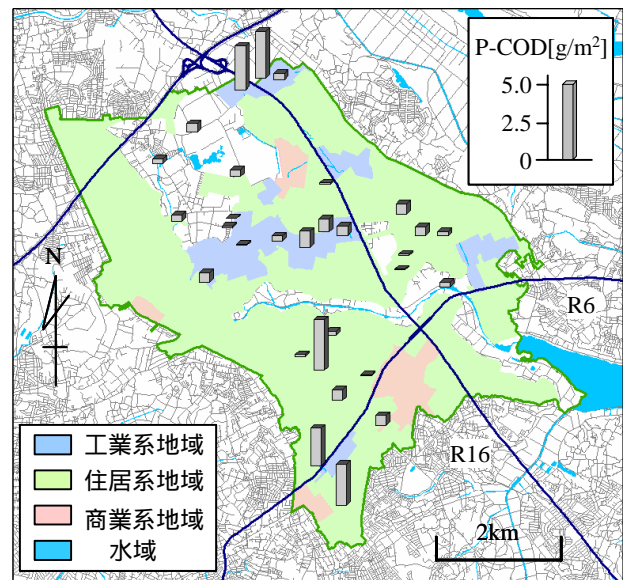 P-COD[g/m²]
5.0
2.5
0
N
R6
R16
工業系地域
住居系地域
商業系地域
水域
2km